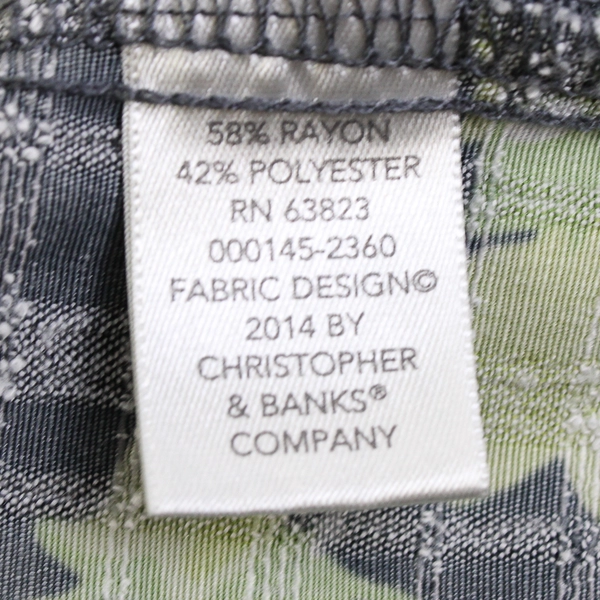 58% RAYON
42% POLYESTER
RN 63823
000145-2360
FABRIC DESIGN©
2014 BY
CHRISTOPHER
& BANKS®
COMPANY